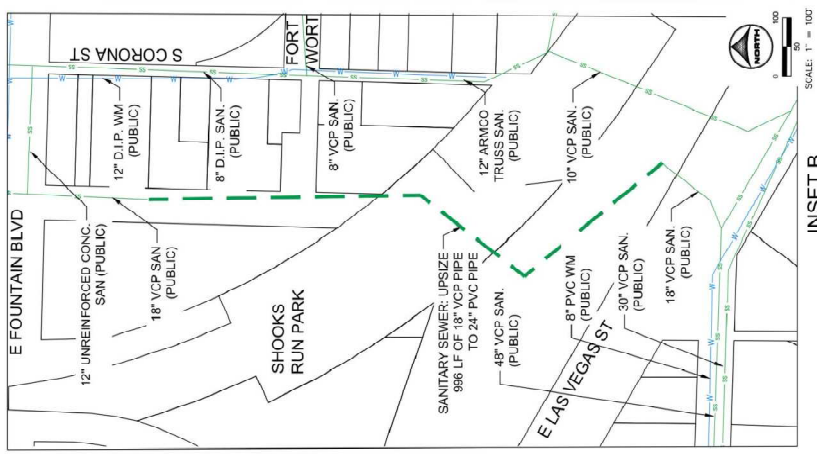 E FOUNTAIN BLVD
S CORONA ST
FORT
WORT
12" UNREINFORCED CONC.
SAN (PUBLIC)
18" VCP SAN
(PUBLIC)
12" D.I.P. WM
(PUBLIC)
8" D.I.P. SAN.
(PUBLIC)
8" VCP SAN.
(PUBLIC)
12" ARMCO
TRUSS SAN.
(PUBLIC)
10" VCP SAN.
(PUBLIC)
SHOOKS
RUN PARK
SANITARY SEWER: UPSIZE
996 LF OF 18" VCP PIPE
TO 24" PVC PIPE
48" VCP SAN.
(PUBLIC)
8" PVC WM
(PUBLIC)
30" VCP SAN.
(PUBLIC)
18" VCP SAN.
(PUBLIC)
E LAS VEGAS ST
NORTH
0 50 100
SCALE: 1" = 100'
INSET B